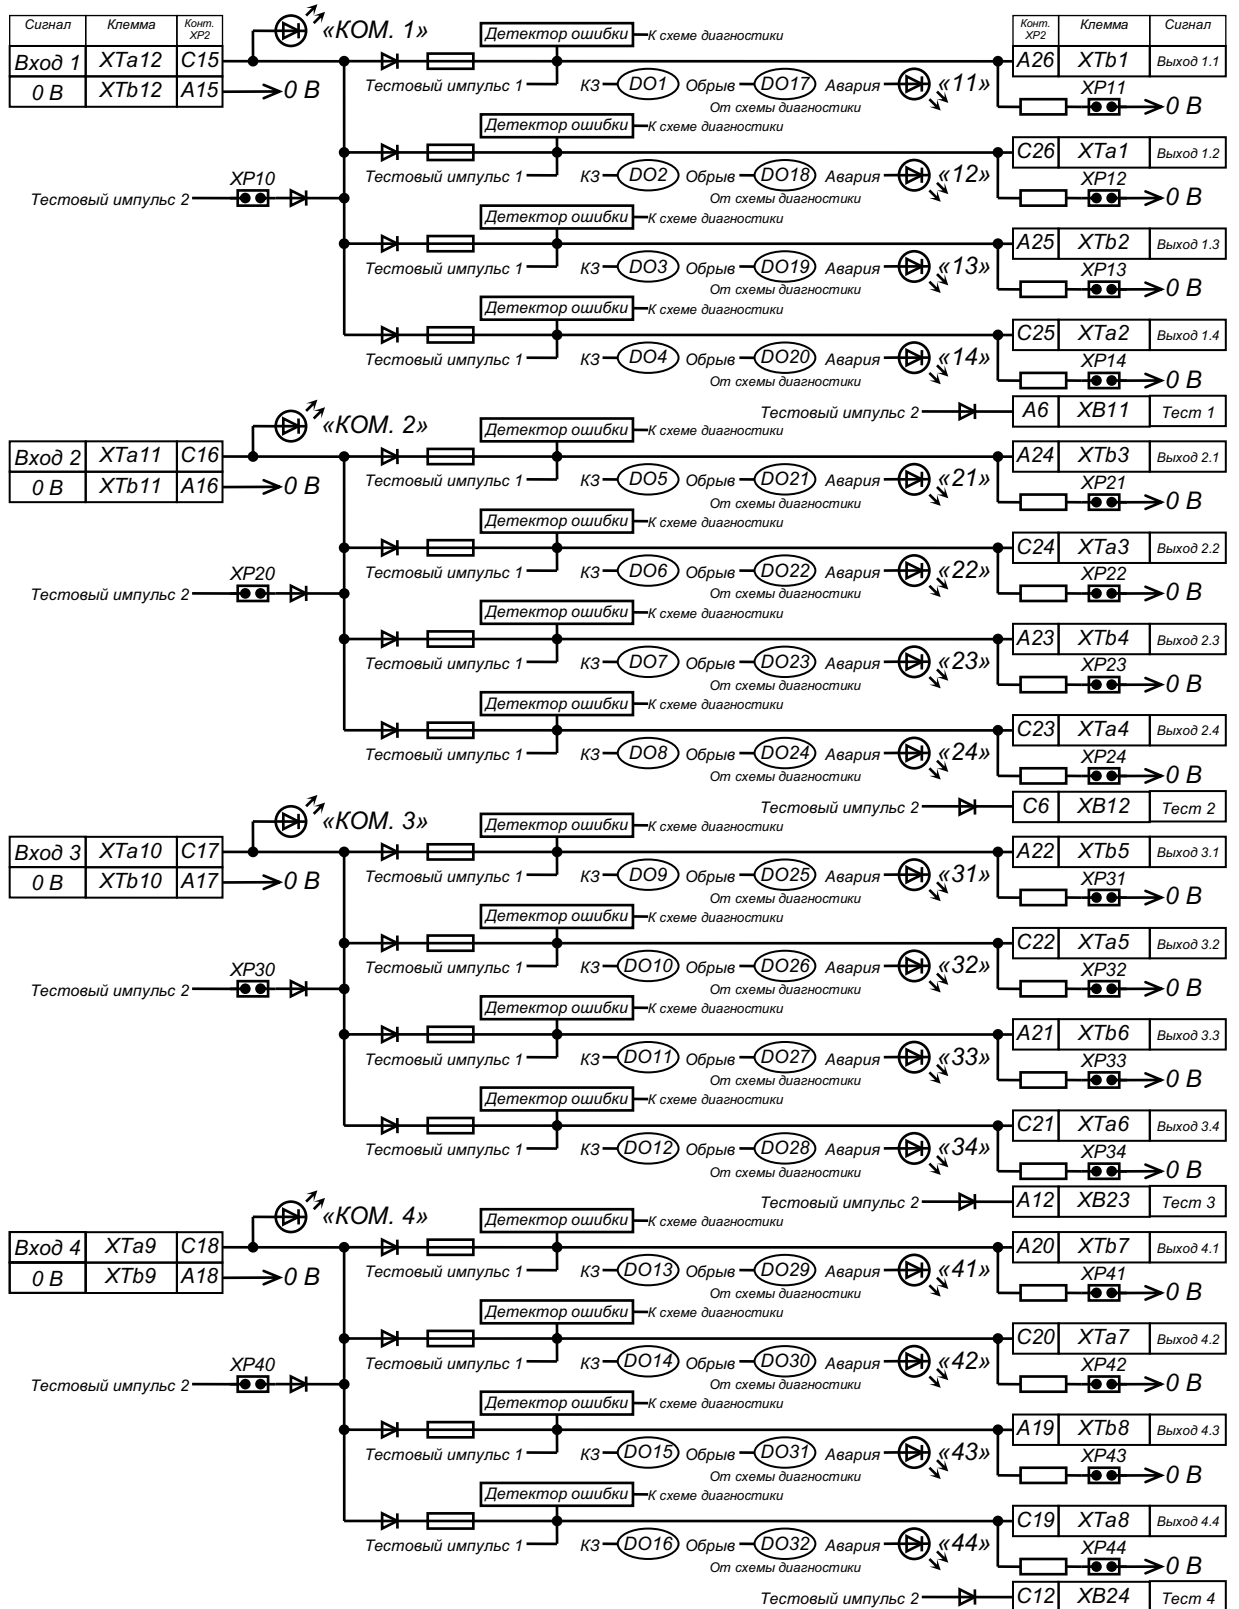 Сигнал Клемма Конт. XP2 «КОМ. 1» Детектор ошибки К схеме диагностики Конт. XP2 Клемма Сигнал
Вход 1 XTa12 C15 A26 XTb1 Выход 1.1
0 В XTb12 A15 0 В Тестовый импульс 1 КЗ DO1 Обрыв DO17 Авария «11» XP11 0 В
От схемы диагностики
Детектор ошибки К схеме диагностики
C26 XTa1 Выход 1.2
Тестовый импульс 2 XP10 Тестовый импульс 1 КЗ DO2 Обрыв DO18 Авария «12» XP12 0 В
От схемы диагностики
Детектор ошибки К схеме диагностики
A25 XTb2 Выход 1.3
Тестовый импульс 1 КЗ DO3 Обрыв DO19 Авария «13» XP13 0 В
От схемы диагностики
Детектор ошибки К схеме диагностики
C25 XTa2 Выход 1.4
Тестовый импульс 1 КЗ DO4 Обрыв DO20 Авария «14» XP14 0 В
От схемы диагностики
Тестовый импульс 2 A6 XB11 Тест 1
«КОМ. 2» Детектор ошибки К схеме диагностики
Вход 2 XTa11 C16 A24 XTb3 Выход 2.1
0 В XTb11 A16 0 В Тестовый импульс 1 КЗ DO5 Обрыв DO21 Авария «21» XP21 0 В
От схемы диагностики
Детектор ошибки К схеме диагностики
C24 XTa3 Выход 2.2
Тестовый импульс 2 XP20 Тестовый импульс 1 КЗ DO6 Обрыв DO22 Авария «22» XP22 0 В
От схемы диагностики
Детектор ошибки К схеме диагностики
A23 XTb4 Выход 2.3
Тестовый импульс 1 КЗ DO7 Обрыв DO23 Авария «23» XP23 0 В
От схемы диагностики
Детектор ошибки К схеме диагностики
C23 XTa4 Выход 2.4
Тестовый импульс 1 КЗ DO8 Обрыв DO24 Авария «24» XP24 0 В
От схемы диагностики
Тестовый импульс 2 C6 XB12 Тест 2
«КОМ. 3» Детектор ошибки К схеме диагностики
Вход 3 XTa10 C17 A22 XTb5 Выход 3.1
0 В XTb10 A17 0 В Тестовый импульс 1 КЗ DO9 Обрыв DO25 Авария «31» XP31 0 В
От схемы диагностики
Детектор ошибки К схеме диагностики
C22 XTa5 Выход 3.2
Тестовый импульс 2 XP30 Тестовый импульс 1 КЗ DO10 Обрыв DO26 Авария «32» XP32 0 В
От схемы диагностики
Детектор ошибки К схеме диагностики
A21 XTb6 Выход 3.3
Тестовый импульс 1 КЗ DO11 Обрыв DO27 Авария «33» XP33 0 В
От схемы диагностики
Детектор ошибки К схеме диагностики
C21 XTa6 Выход 3.4
Тестовый импульс 1 КЗ DO12 Обрыв DO28 Авария «34» XP34 0 В
От схемы диагностики
Тестовый импульс 2 A12 XB23 Тест 3
«КОМ. 4» Детектор ошибки К схеме диагностики
Вход 4 XTa9 C18 A20 XTb7 Выход 4.1
0 В XTb9 A18 0 В Тестовый импульс 1 КЗ DO13 Обрыв DO29 Авария «41» XP41 0 В
От схемы диагностики
Детектор ошибки К схеме диагностики
C20 XTa7 Выход 4.2
Тестовый импульс 2 XP40 Тестовый импульс 1 КЗ DO14 Обрыв DO30 Авария «42» XP42 0 В
От схемы диагностики
Детектор ошибки К схеме диагностики
A19 XTb8 Выход 4.3
Тестовый импульс 1 КЗ DO15 Обрыв DO31 Авария «43» XP43 0 В
От схемы диагностики
Детектор ошибки К схеме диагностики
C19 XTa8 Выход 4.4
Тестовый импульс 1 КЗ DO16 Обрыв DO32 Авария «44» XP44 0 В
От схемы диагностики
Тестовый импульс 2 C12 XB24 Тест 4